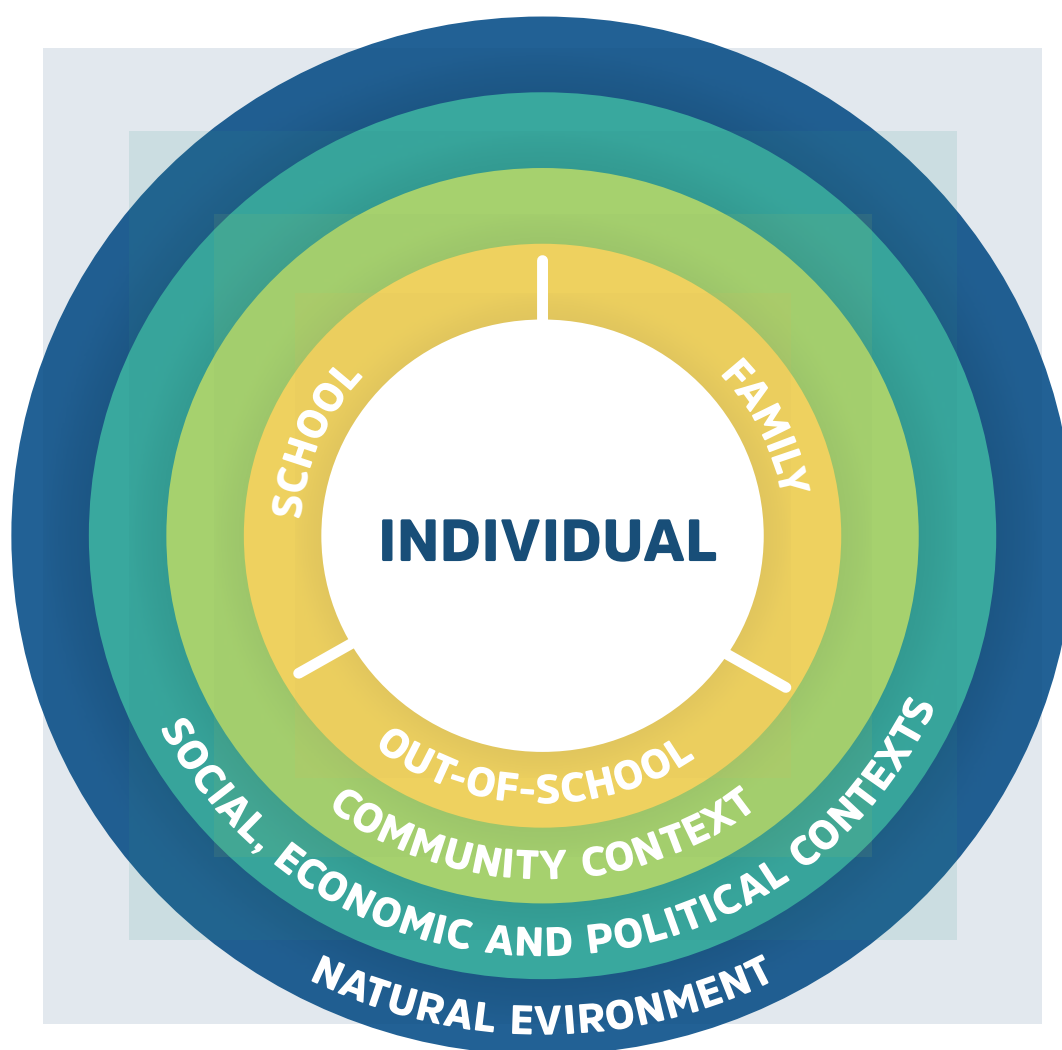 SCHOOL
FAMILY
INDIVIDUAL
OUT-OF-SCHOOL
COMMUNITY CONTEXT
SOCIAL, ECONOMIC AND POLITICAL CONTEXTS
NATURAL EVIRONMENT